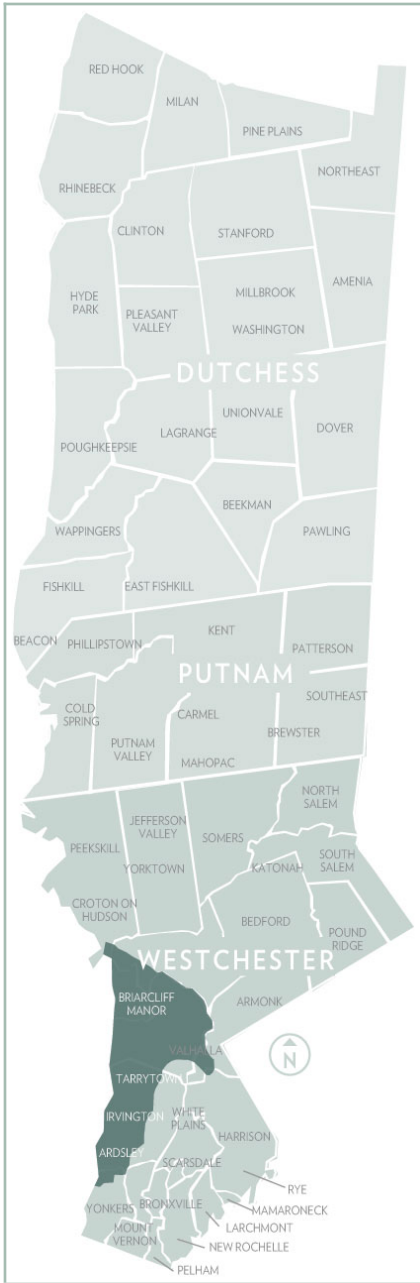 RED HOOK
MILAN
PINE PLAINS
NORTHEAST
RHINEBECK
CLINTON
STANFORD
AMENIA
HYDE
PARK
MILLBROOK
PLEASANT
VALLEY
WASHINGTON
DUTCHESS
UNIONVALE
LAGRANGE
DOVER
POUGHKEEPSIE
BEEKMAN
WAPPINGERS
PAWLING
FISHKILL
EAST FISHKILL
BEACON
PHILLIPSTOWN
KENT
PATTERSON
PUTNAM
SOUTHEAST
COLD
SPRING
CARMEL
PUTNAM
VALLEY
BREWSTER
MAHOPAC
NORTH
SALEM
JEFFERSON
VALLEY
PEEKSKILL
SOMERS
YORKTOWN
KATONAH
SOUTH
SALEM
CROTON ON
HUDSON
BEDFORD
POUND
RIDGE
WESTCHESTER
BRIARCLIFF
MANOR
ARMONK
VALHALLA
N
TARRYTOWN
IRVINGTON
WHITE
PLAINS
HARRISON
ARDSLEY
SCARSDALE
RYE
YONKERS
BRONXVILLE
MAMARONECK
LARCHMONT
MOUNT
VERNON
NEW ROCHELLE
PELHAM